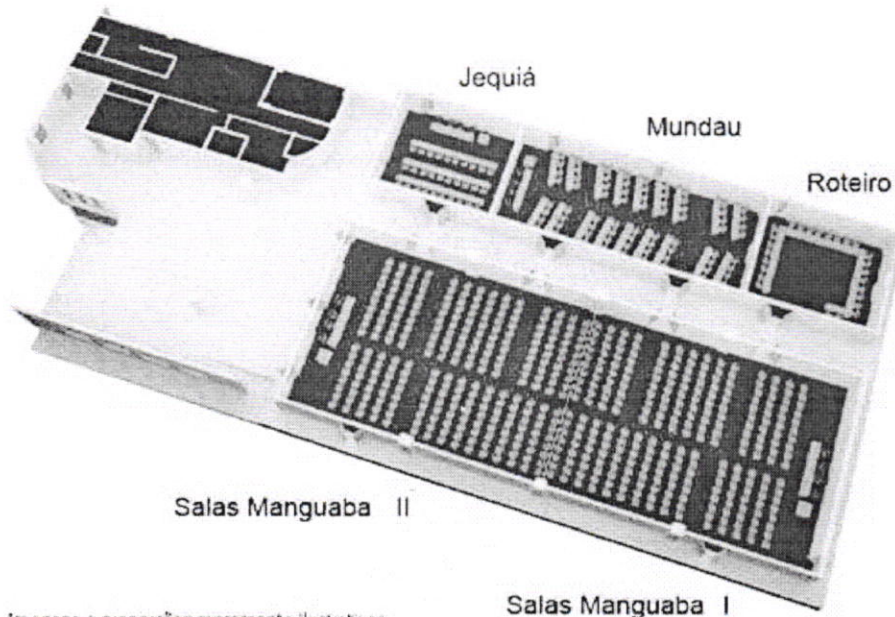 Jequiá
Mundau
Roteiro
Salas Manguaba II
Salas Manguaba I